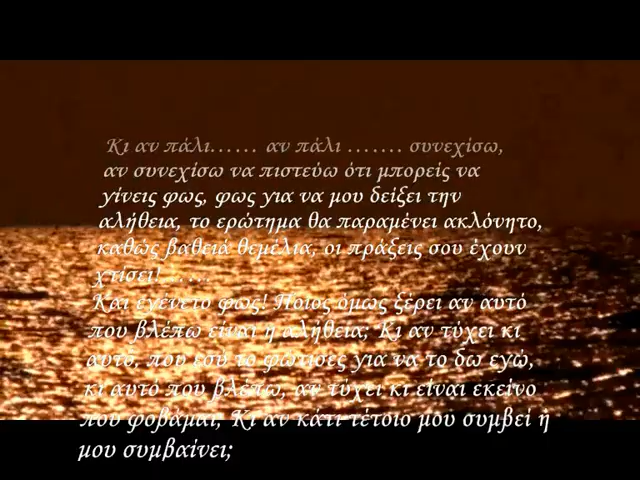 Κι αν πάλι…… αν πάλι ……. συνεχίσω,
αν συνεχίσω να πιστεύω ότι μπορείς να
γίνεις φως, φως για να μου δείξει την
αλήθεια, το ερώτημα θα παραμένει ακλόνητο,
καθώς βαθειά θεμέλια, οι πράξεις σου έχουν
χτίσει!…….
Και εγένετο φως! Ποιος όμως ξέρει αν αυτό
που βλέπω είναι η αλήθεια; Κι αν τύχει κι
αυτό, που εσύ το φώτισες για να το δω εγώ,
κι αυτό που βλέπω, αν τύχει κι είναι εκείνο
που φοβάμαι; Κι αν κάτι τέτοιο μου συμβεί ή
μου συμβαίνει;